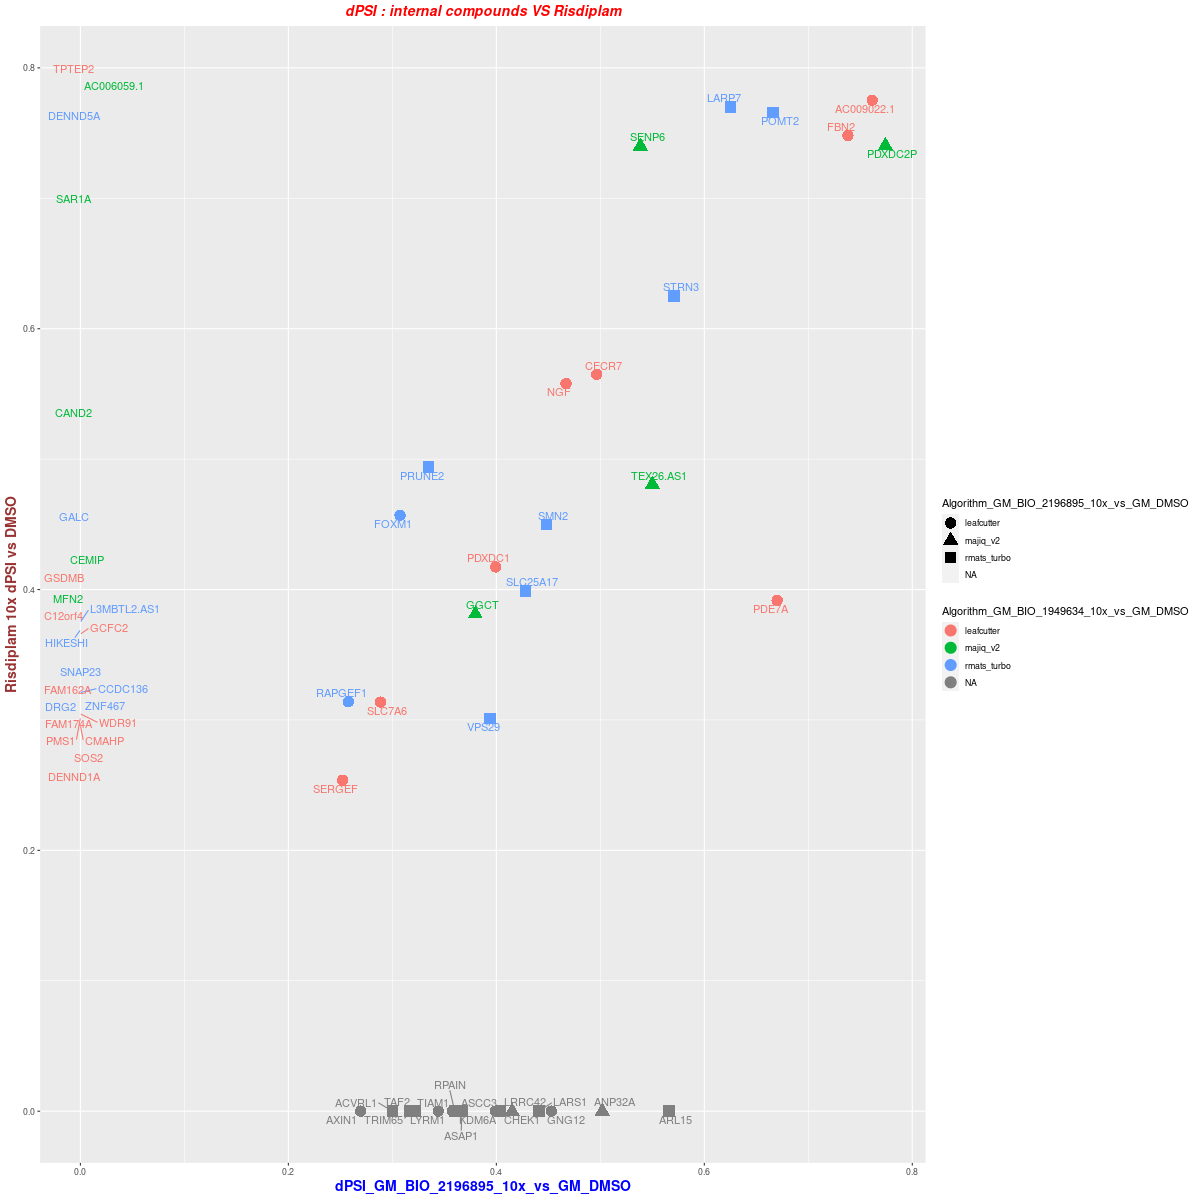 dPSI : internal compounds VS Risdiplam
Risdiplam 10x dPSI vs DMSO
0.8
0.6
0.4
0.2
0.0
TPTEP2
AC006059.1
DENND5A
LARP7
POMT2
AC009022.1
FBN2
SENP6
PDXDC2P
SAR1A
STRN3
CECR7
NGF
CAND2
PRUNE2
TEX26.AS1
GALC
FOXM1
SMN2
CEMIP
PDXDC1
GSDMB
SLC25A17
MFN2
L3MBTL2.AS1
GGCT
PDE7A
C12orf4
GCFC2
HIKESHI
SNAP23
FAM162A
CCDC136
RAPGEF1
DRG2
ZNF467
SLC7A6
FAM174A
WDR91
VPS29
PMS1
CMAHP
SOS2
DENND1A
SERGEF
RPAIN
ACVRL1
TAF2
TIAM1
ASCC3
LRRC42
LARS1
ANP32A
AXIN1
TRIM65
LYRM1
KDM6A
CHEK1
GNG12
ARL15
ASAP1
0.0
0.2
0.4
0.6
0.8
dPSI_GM_BIO_2196895_10x_vs_GM_DMSO
Algorithm_GM_BIO_2196895_10x_vs_GM_DMSO
leafcutter
majiq_v2
rmats_turbo
NA
Algorithm_GM_BIO_1949634_10x_vs_GM_DMSO
leafcutter
majiq_v2
rmats_turbo
NA